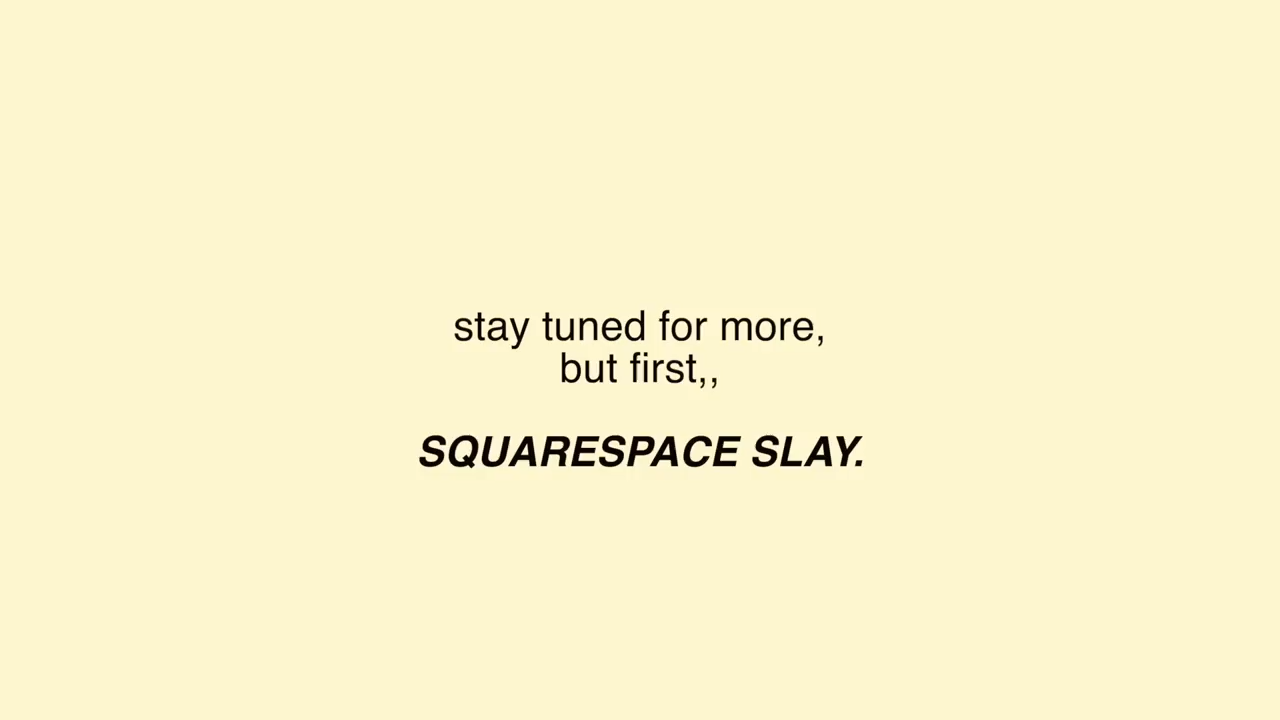 stay tuned for more,
but first,,
SQUARESPACE SLAY.